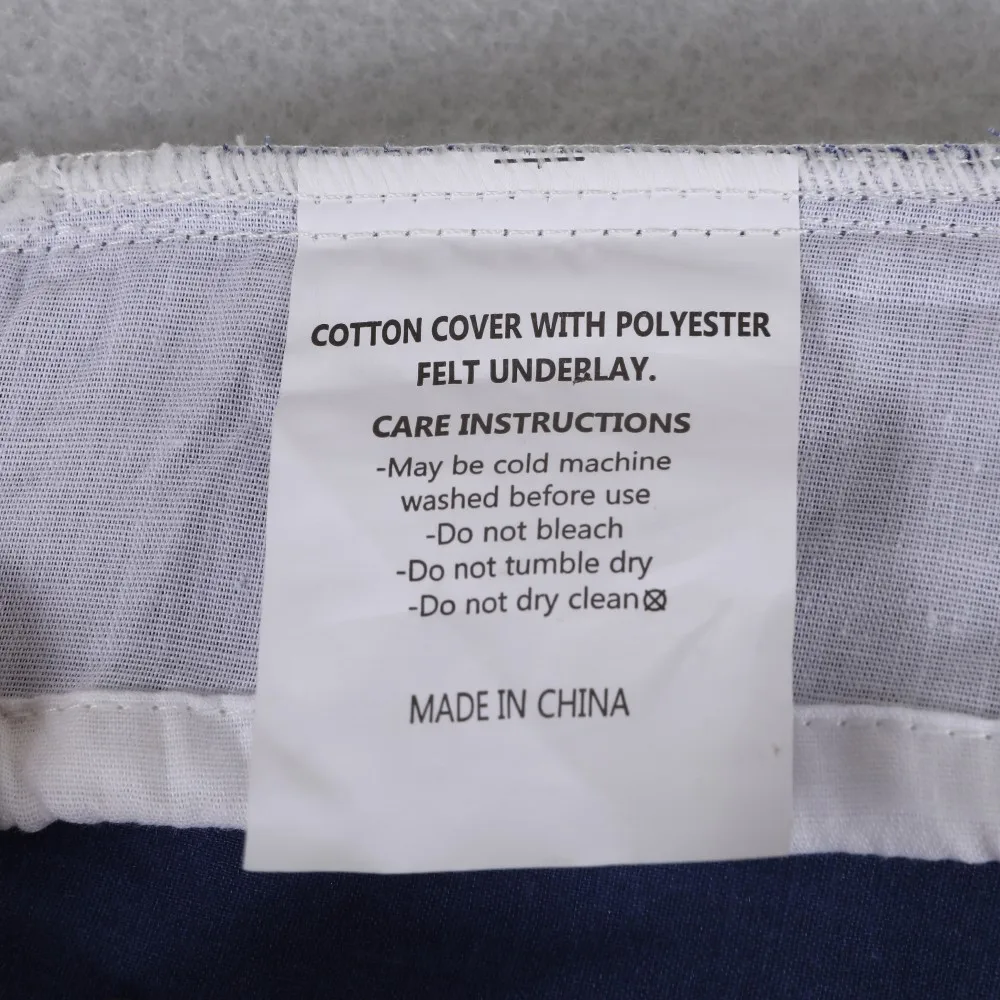 COTTON COVER WITH POLYESTER
FELT UNDERLAY.
CARE INSTRUCTIONS
-May be cold machine
washed before use
-Do not bleach
-Do not tumble dry
-Do not dry clean
MADE IN CHINA